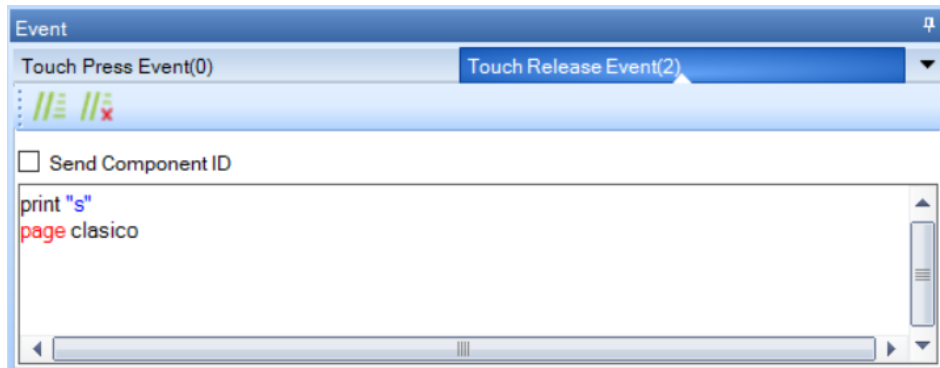 Event
Touch Press Event(0) Touch Release Event(2)
Send Component ID
print "s"
page clasico